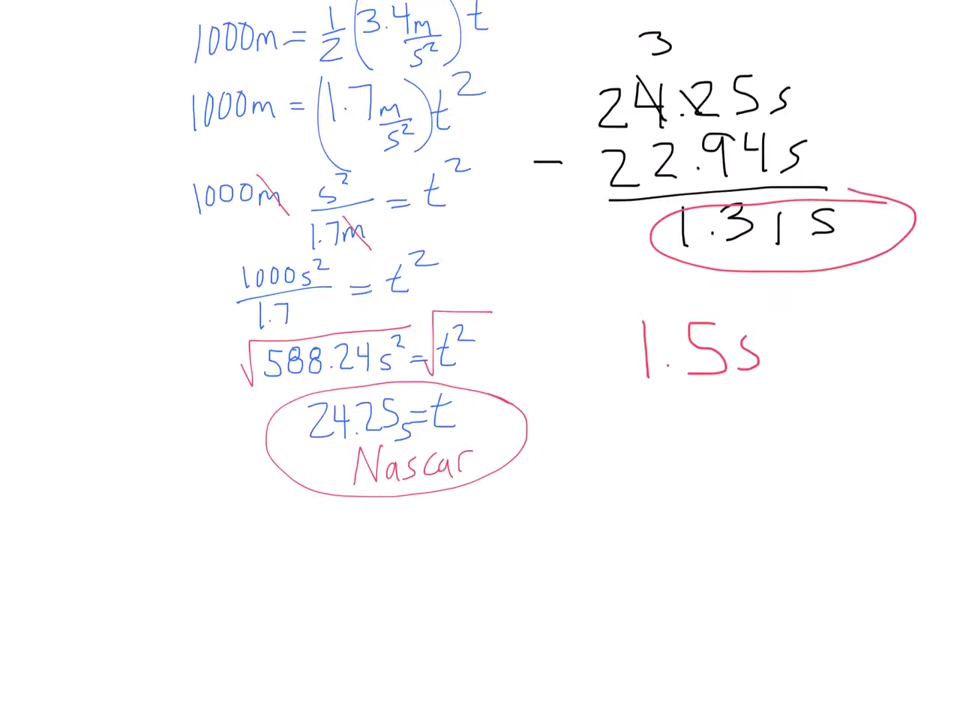 1000m = 1/2 (3.4 m/s²) t
1000m = (1.7 m/s²) t²
1000m s²/1.7m = t²
1000s²/1.7 = t²
√588.24s² = √t²
24.25s = t
Nascar
3
24.25s
- 22.94s
1.31s
1.5s